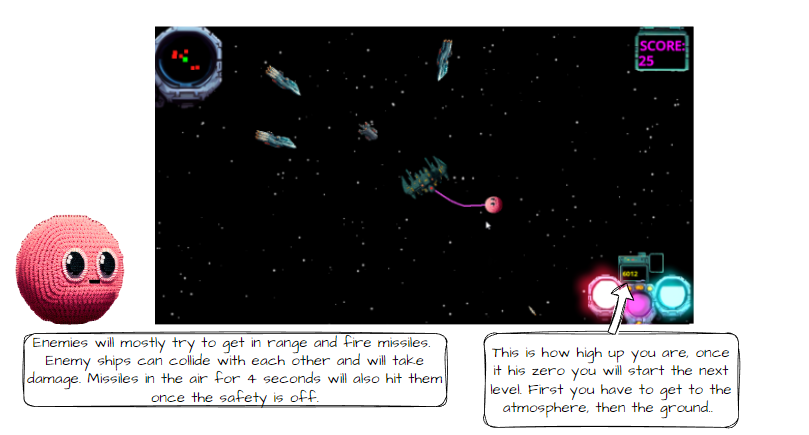 SCORE:
25
6012
Enemies will mostly try to get in range and fire missiles.
Enemy ships can collide with each other and will take
damage. Missiles in the air for 4 seconds will also hit them
once the safety is off.
This is how high up you are, once
it his zero you will start the next
level. First you have to get to the
atmosphere, then the ground..